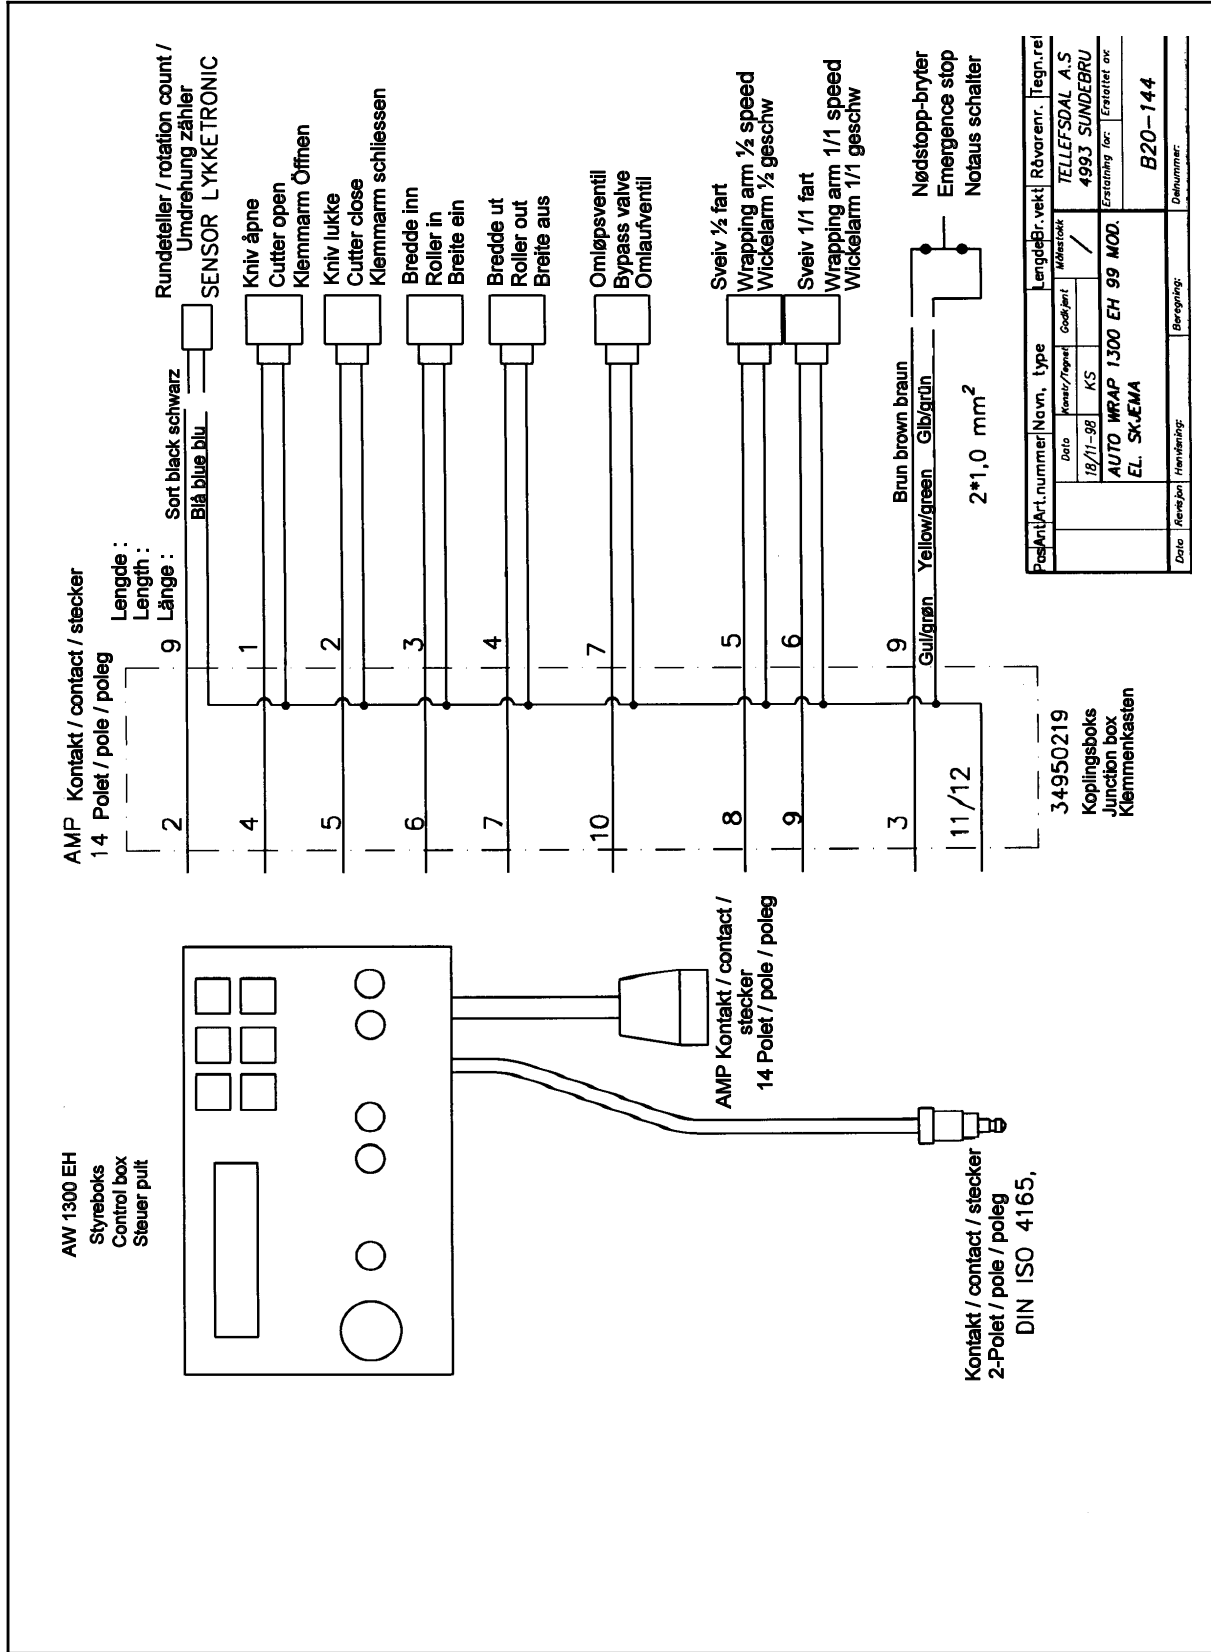 AW 1300 EH
Styreboks
Control box
Steuer pult
Kontakt / contact / stecker
2-Polet / pole / poleg
DIN ISO 4165,
AMP Kontakt / contact /
stecker
14 Polet / pole / poleg
AMP Kontakt / contact / stecker
14 Polet / pole / poleg
Lengde :
Length :
Länge :
2
4
5
6
7
10
8
9
3
11/12
9
1
2
3
4
7
5
6
9
34950219
Koplingsboks
Junction box
Klemmenkasten
Sort black schwarz
Blå blue blu
Rundeteller / rotation count /
Umdrehung zähler
SENSOR LYKKETRONIC
Kniv åpne
Cutter open
Klemmarm Öffnen
Kniv lukke
Cutter close
Klemmarm schliessen
Bredde inn
Roller in
Breite ein
Bredde ut
Roller out
Breite aus
Omløpsventil
Bypass valve
Omlaufventil
Sveiv ½ fart
Wrapping arm ½ speed
Wickelarm ½ geschw
Sveiv 1/1 fart
Wrapping arm 1/1 speed
Wickelarm 1/1 geschw
Brun brown braun
Gul/grøn Yellow/green Glb/grün
2*1,0 mm²
Nødstopp-bryter
Emergence stop
Notaus schalter
Pos Ant Art.nummer Navn, type Lengde Br.vekt Råvarenr. Tegn.ref
Dato Konstr/Tegnet Godkjent Målestokk
18/11-98 KS /
TELLEFSDAL A.S
4993 SUNDEBRU
AUTO WRAP 1300 EH 99 MOD.
EL. SKJEMA
Erstatning for: Erstattet av:
B20-144
Dato Revisjon Henvisning: Beregning: Delnummer: